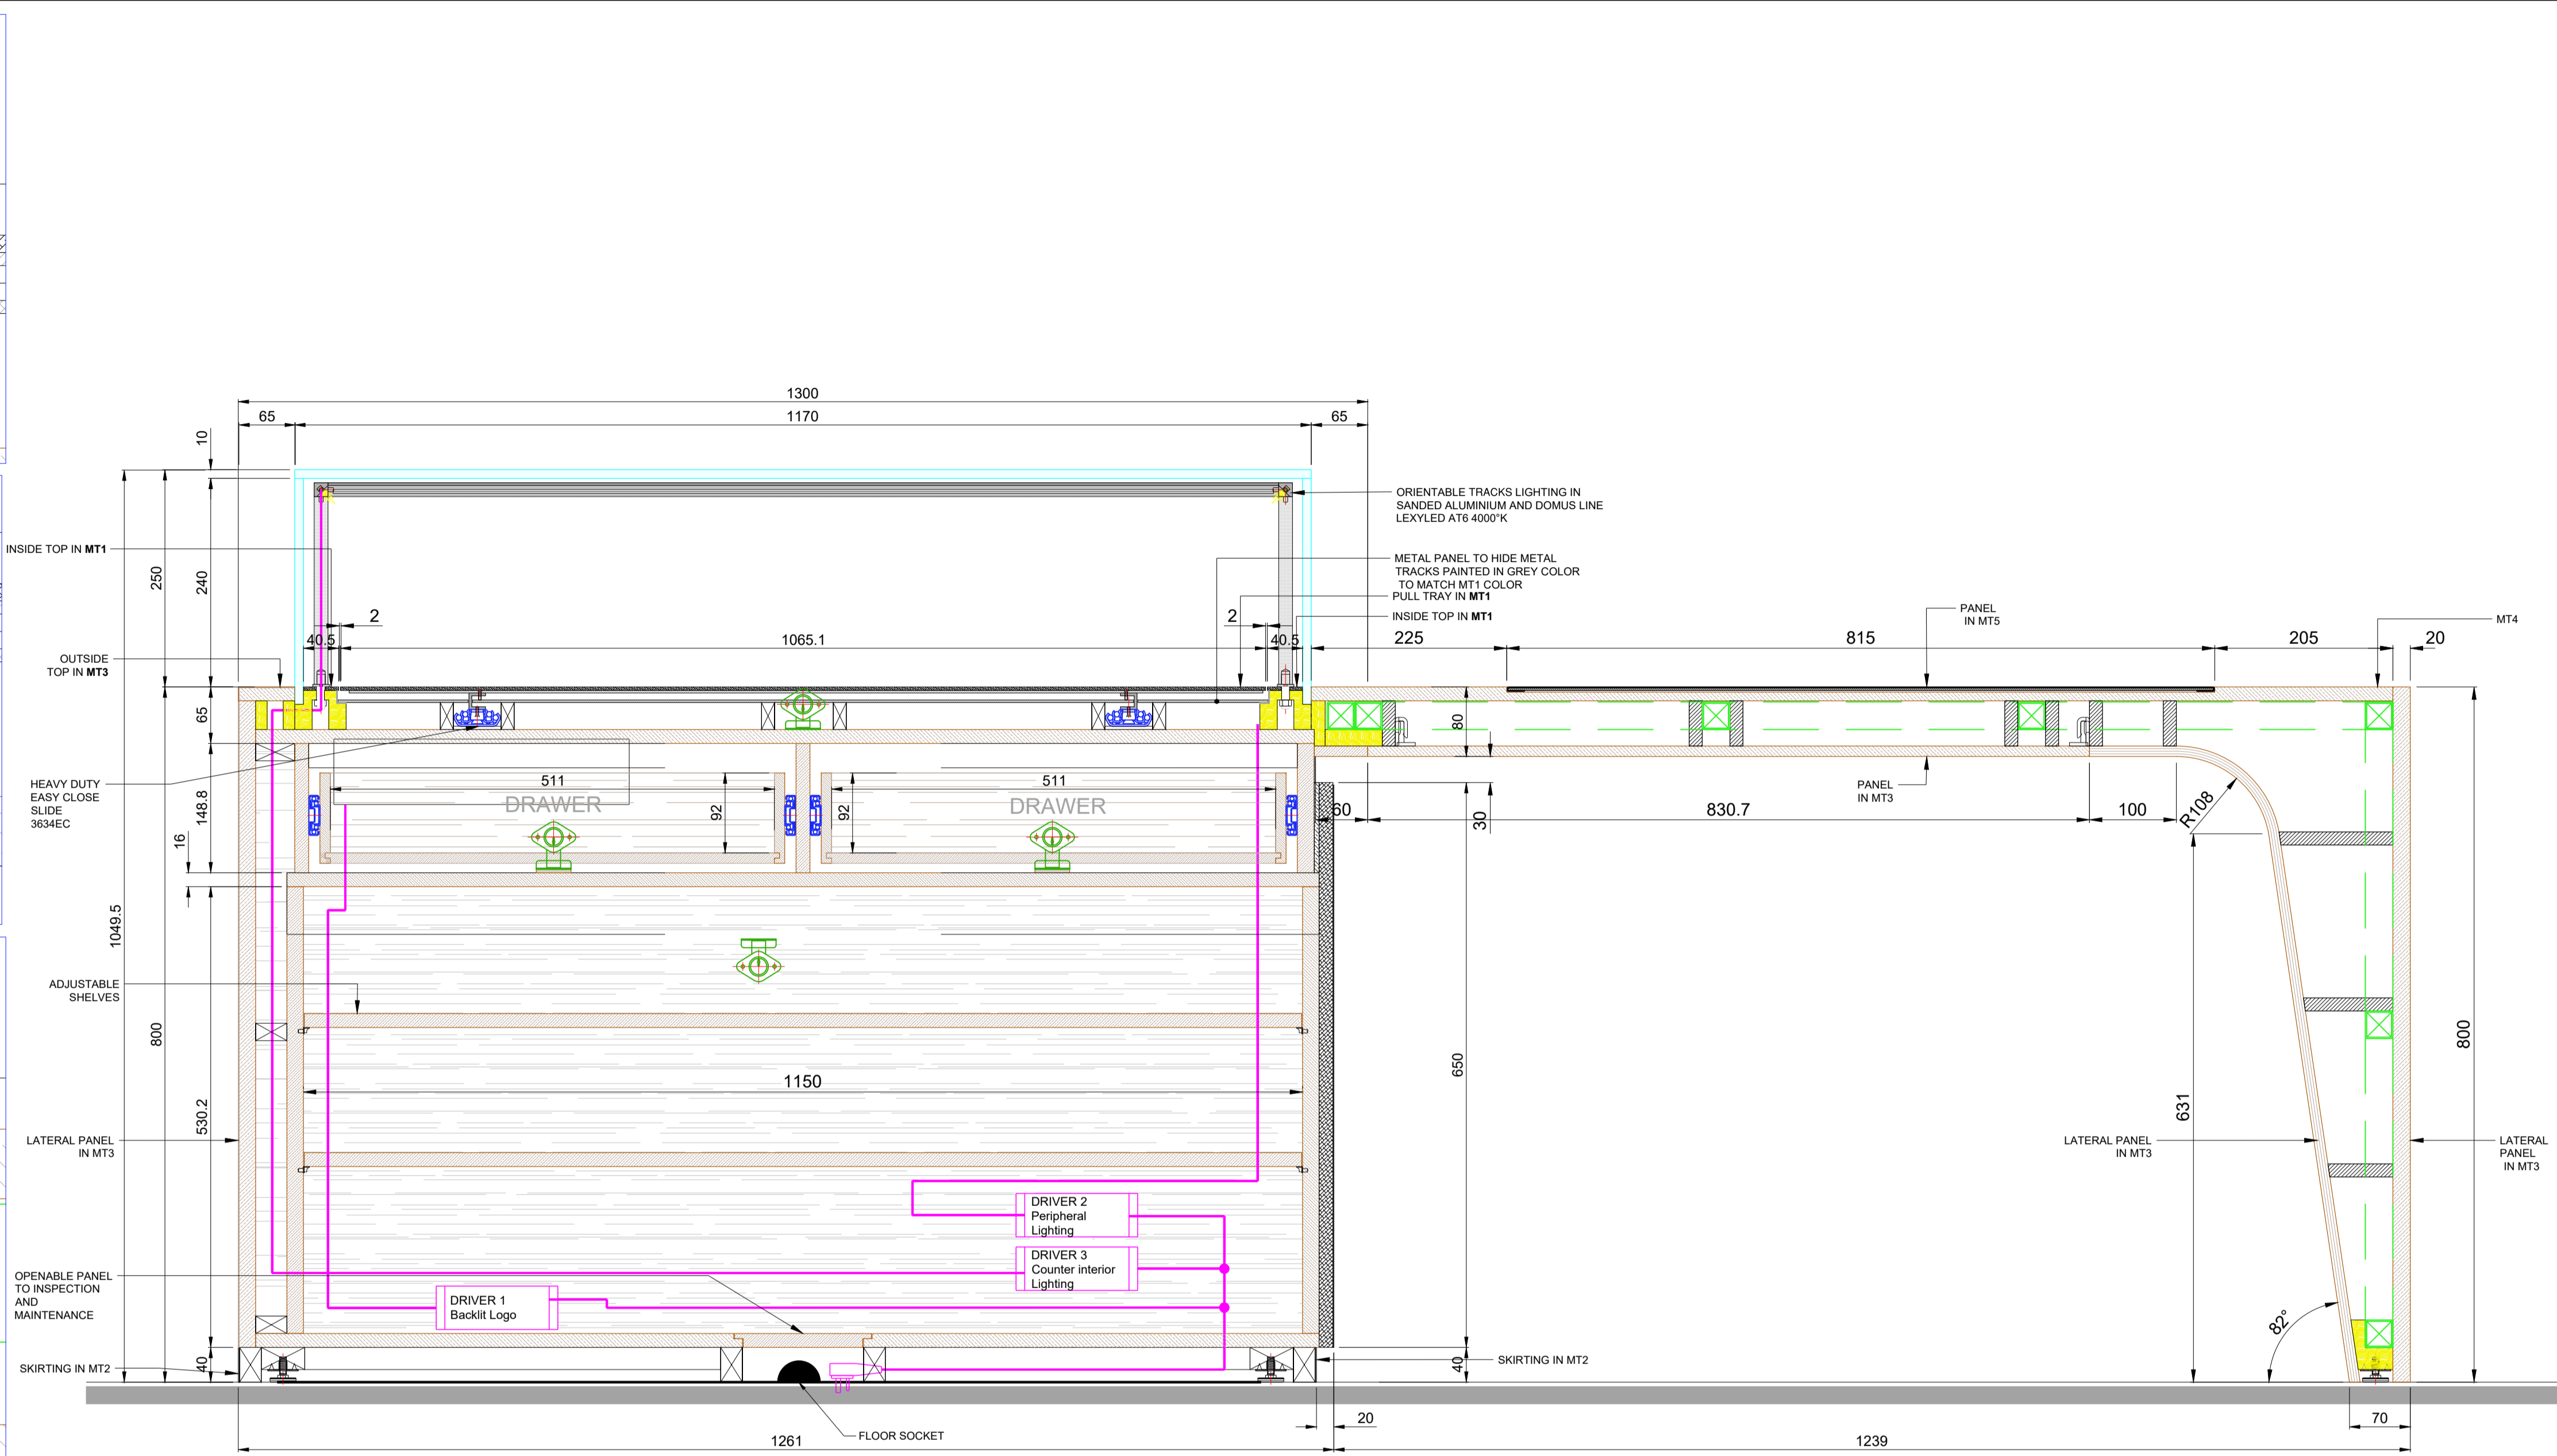 1300
65
1170
65
10
ORIENTABLE TRACKS LIGHTING IN
SANDED ALUMINIUM AND DOMUS LINE
LEXYLED AT6 4000°K
INSIDE TOP IN MT1
250
240
METAL PANEL TO HIDE METAL
TRACKS PAINTED IN GREY COLOR
TO MATCH MT1 COLOR
PULL TRAY IN MT1
INSIDE TOP IN MT1
2
2
40.5
1065.1
40.5
225
PANEL
IN MT5
815
205
20
MT4
OUTSIDE
TOP IN MT3
65
80
HEAVY DUTY
EASY CLOSE
SLIDE
3634EC
148.8
16
511
DRAWER
92
92
511
DRAWER
60
30
PANEL
IN MT3
830.7
100
R108
1049.5
800
ADJUSTABLE
SHELVES
530.2
1150
650
631
800
LATERAL PANEL
IN MT3
LATERAL PANEL
IN MT3
LATERAL
PANEL
IN MT3
DRIVER 2
Peripheral
Lighting
DRIVER 3
Counter interior
Lighting
DRIVER 1
Backlit Logo
OPENABLE PANEL
TO INSPECTION
AND
MAINTENANCE
82°
SKIRTING IN MT2
40
40
SKIRTING IN MT2
FLOOR SOCKET
20
70
1261
1239